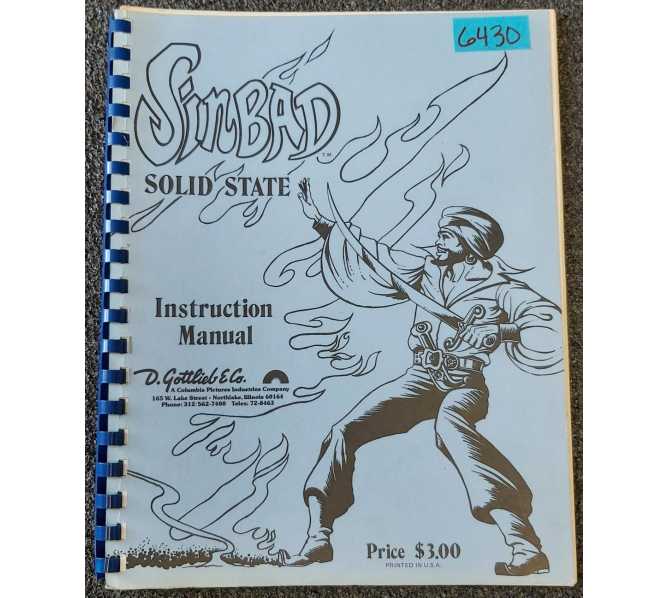 6430
SINBAD
TM
SOLID STATE
Instruction
Manual
D. Gottlieb & Co.
A Columbia Pictures Industries Company
165 W. Lake Street - Northlake, Illinois 60164
Phone: 312/562-7400 Telex: 72-8463
Price $3.00
PRINTED IN U.S.A.